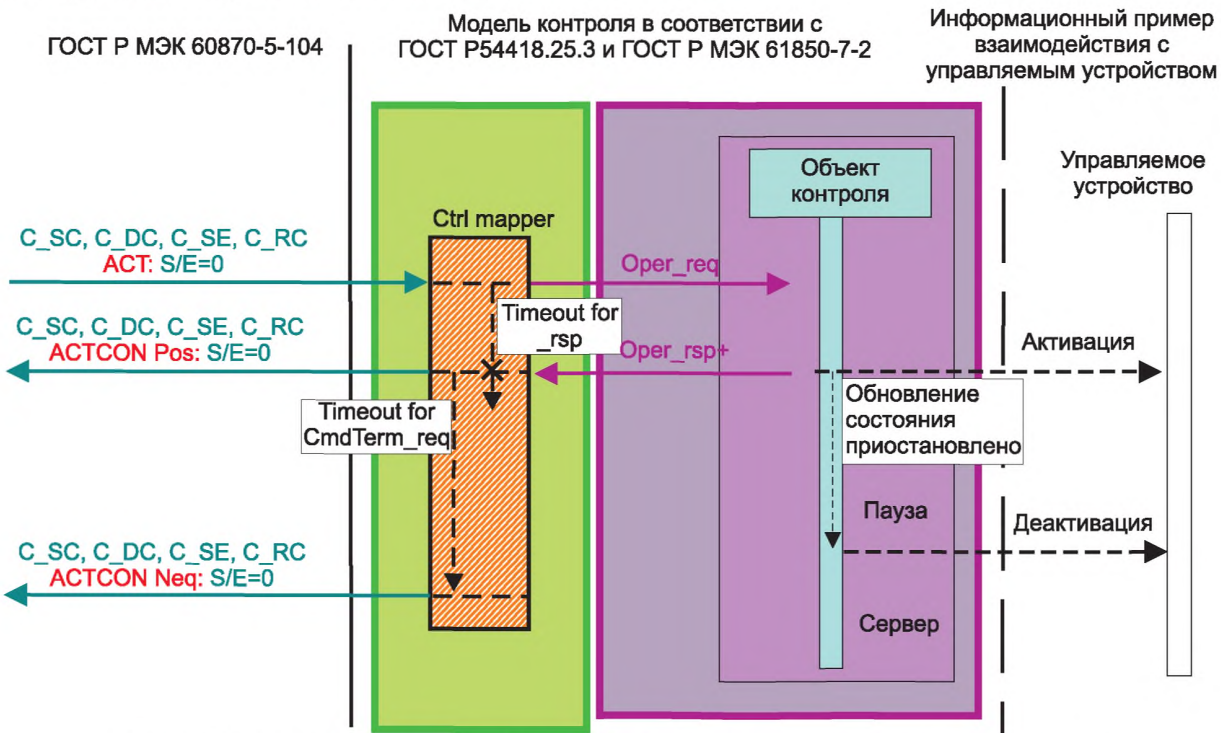 ГОСТ Р МЭК 60870-5-104
Модель контроля в соответствии с
ГОСТ Р54418.25.3 и ГОСТ Р МЭК 61850-7-2
Информационный пример
взаимодействия с
управляемым устройством
Объект
контроля
Управляемое
устройство
Ctrl mapper
C_SC, C_DC, C_SE, C_RC
ACT: S/E=0
Oper_req
Timeout for
_rsp
C_SC, C_DC, C_SE, C_RC
ACTCON Pos: S/E=0
Oper_rsp+
Активация
Timeout for
CmdTerm_req
Обновление
состояния
приостановлено
Пауза
Деактивация
C_SC, C_DC, C_SE, C_RC
ACTCON Neq: S/E=0
Сервер